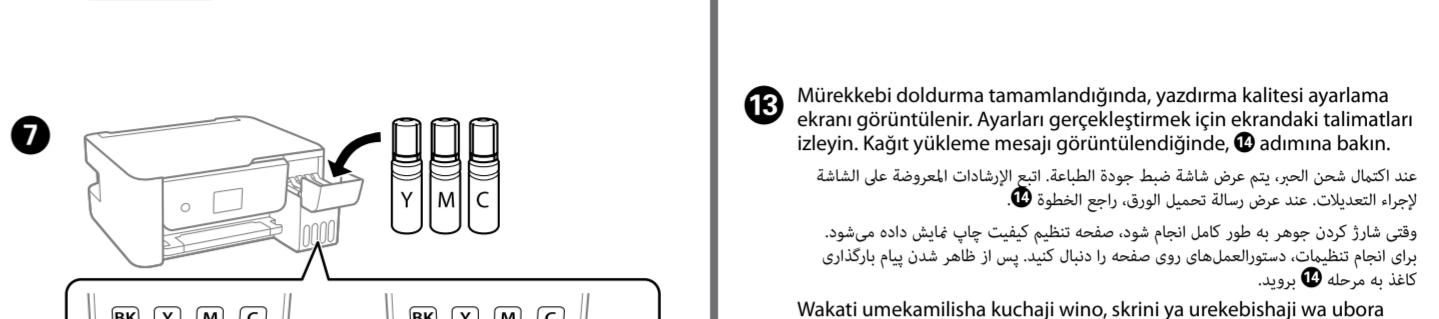 7
Y M C
BK Y M C
BK Y M C
13 Mürekkebi doldurma tamamlandığında, yazdırma kalitesi ayarlama
ekranı görüntülenir. Ayarları gerçekleştirmek için ekrandaki talimatları
izleyin. Kağıt yükleme mesajı görüntülendiğinde, 14 adımına bakın.
عند اكتمال شحن الحبر، يتم عرض شاشة ضبط جودة الطباعة. اتبع الإرشادات المعروضة على الشاشة
لإجراء التعديلات. عند عرض رسالة تحميل الورق، راجع الخطوة 14.
وقتی شارژ کردن جوهر به طور کامل انجام شود، صفحه تنظیم کیفیت چاپ نمایش داده می‌شود.
برای انجام تنظیمات، دستورالعمل‌های روی صفحه را دنبال کنید. پس از ظاهر شدن پیام بارگذاری
کاغذ به مرحله 14 بروید.
Wakati umekamilisha kuchaji wino, skrini ya urekebishaji wa ubora